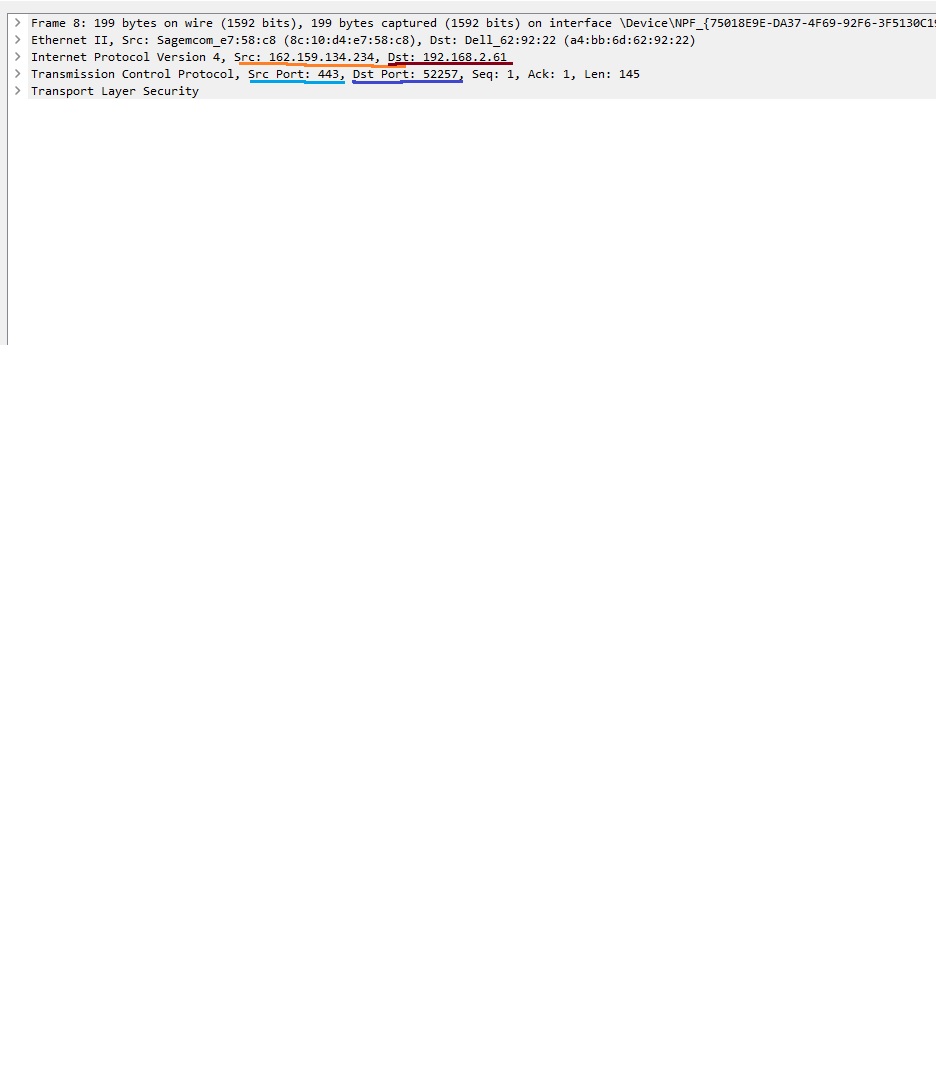 Frame 8: 199 bytes on wire (1592 bits), 199 bytes captured (1592 bits) on interface \Device\NPF_{75018E9E-DA37-4F69-92F6-3F5130C19
Ethernet II, Src: Sagemcom_e7:58:c8 (8c:10:d4:e7:58:c8), Dst: Dell_62:92:22 (a4:bb:6d:62:92:22)
Internet Protocol Version 4, Src: 162.159.134.234, Dst: 192.168.2.61
Transmission Control Protocol, Src Port: 443, Dst Port: 52257, Seq: 1, Ack: 1, Len: 145
Transport Layer Security